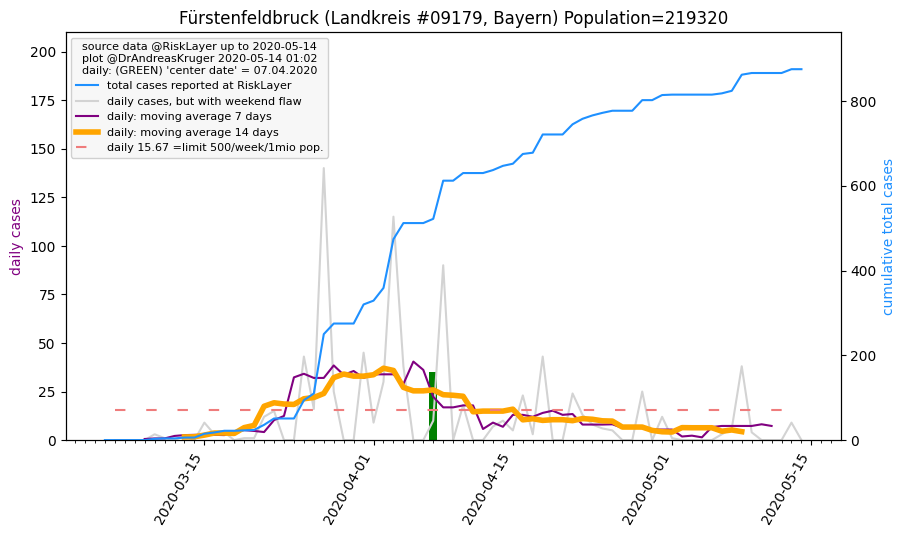 Fürstenfeldbruck (Landkreis #09179, Bayern) Population=219320
source data @RiskLayer up to 2020-05-14
plot @DrAndreasKruger 2020-05-14 01:02
daily: (GREEN) 'center date' = 07.04.2020
total cases reported at RiskLayer
daily cases, but with weekend flaw
daily: moving average 7 days
daily: moving average 14 days
daily 15.67 =limit 500/week/1mio pop.
daily cases
200
175
150
125
100
75
50
25
0
cumulative total cases
800
600
400
200
0
2020-03-15
2020-04-01
2020-04-15
2020-05-01
2020-05-15